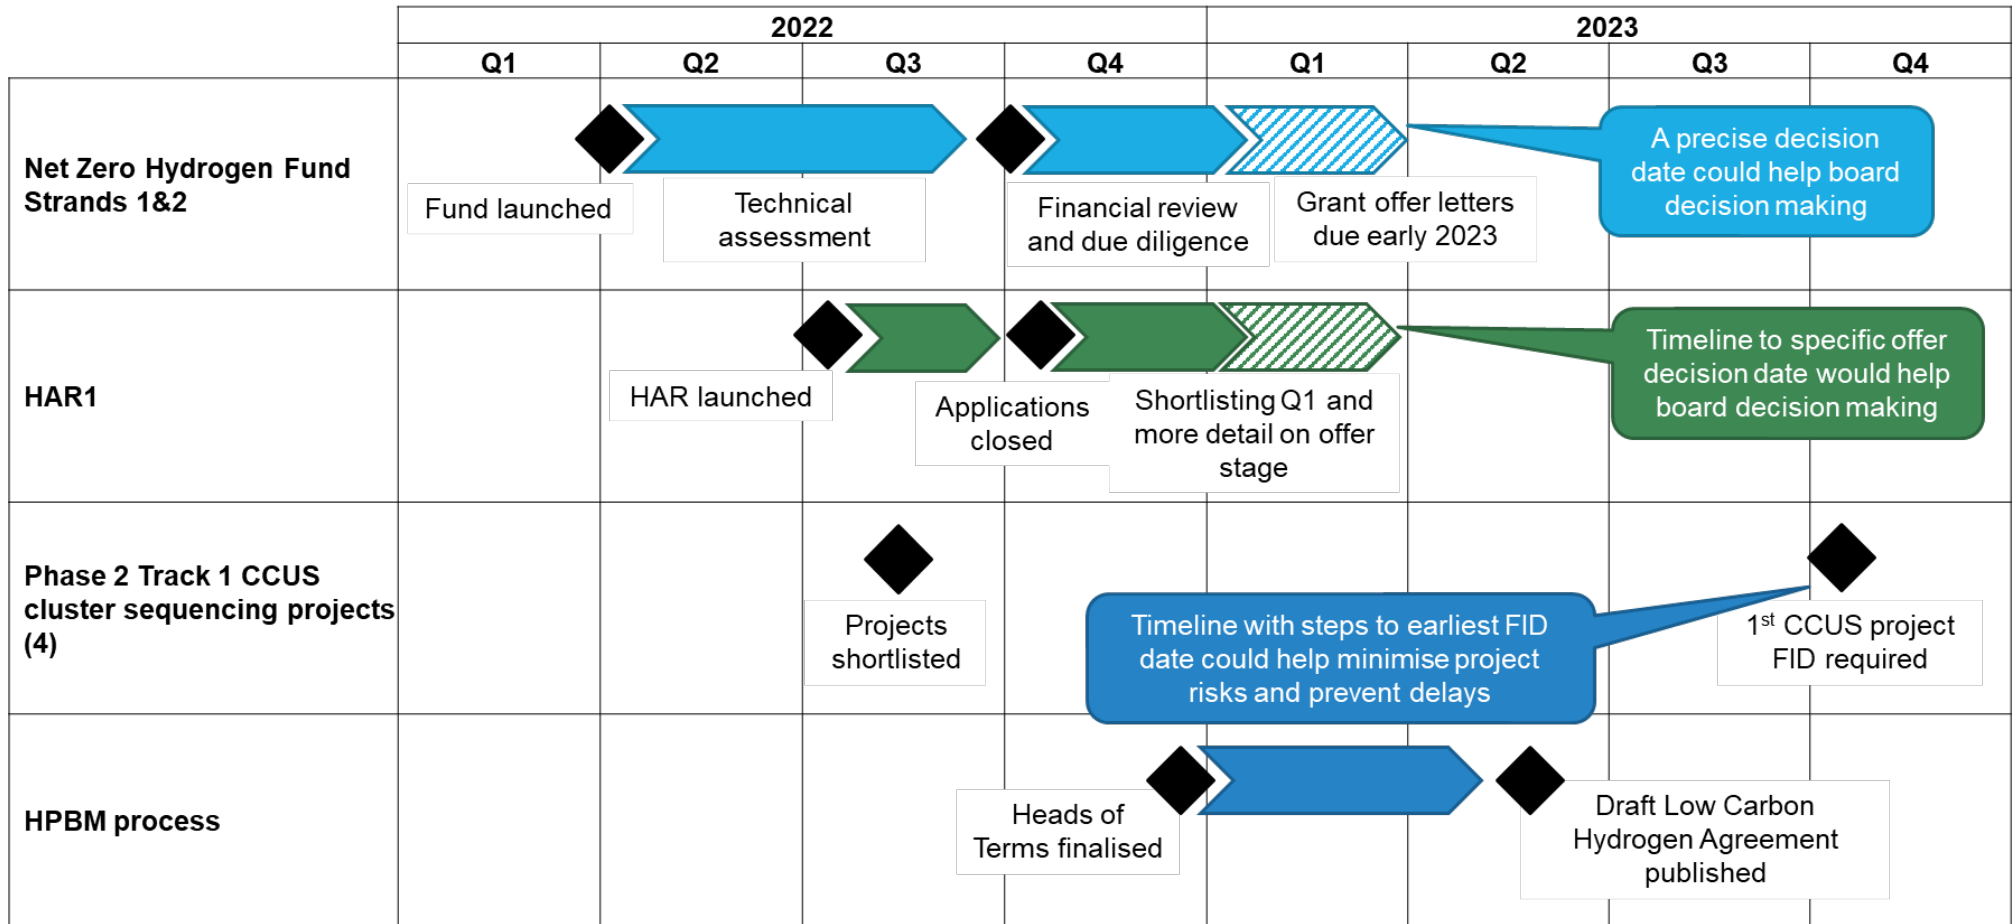 2022
2023
Q1
Q2
Q3
Q4
Q1
Q2
Q3
Q4
Net Zero Hydrogen Fund
Strands 1&2
Fund launched
Technical
assessment
Financial review
and due diligence
Grant offer letters
due early 2023
A precise decision
date could help board
decision making
HAR1
HAR launched
Applications
closed
Shortlisting Q1 and
more detail on offer
stage
Timeline to specific offer
decision date would help
board decision making
Phase 2 Track 1 CCUS
cluster sequencing projects
(4)
Projects
shortlisted
Timeline with steps to earliest FID
date could help minimise project
risks and prevent delays
1st CCUS project
FID required
HPBM process
Heads of
Terms finalised
Draft Low Carbon
Hydrogen Agreement
published